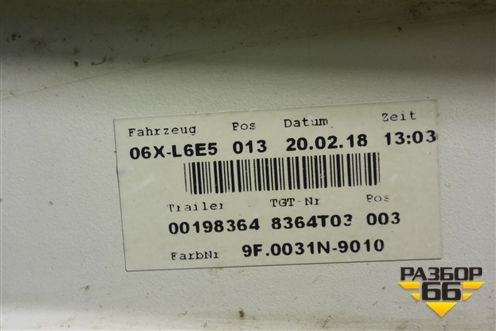 Fahrzeug Pos Datum Zeit
06X-L6E5 013 20.02.18 13:03
Trailer TGT-Nr Pos
00198364 8364T03 003
FarbNr 9F.0031N-9010
РАЗБОР
66